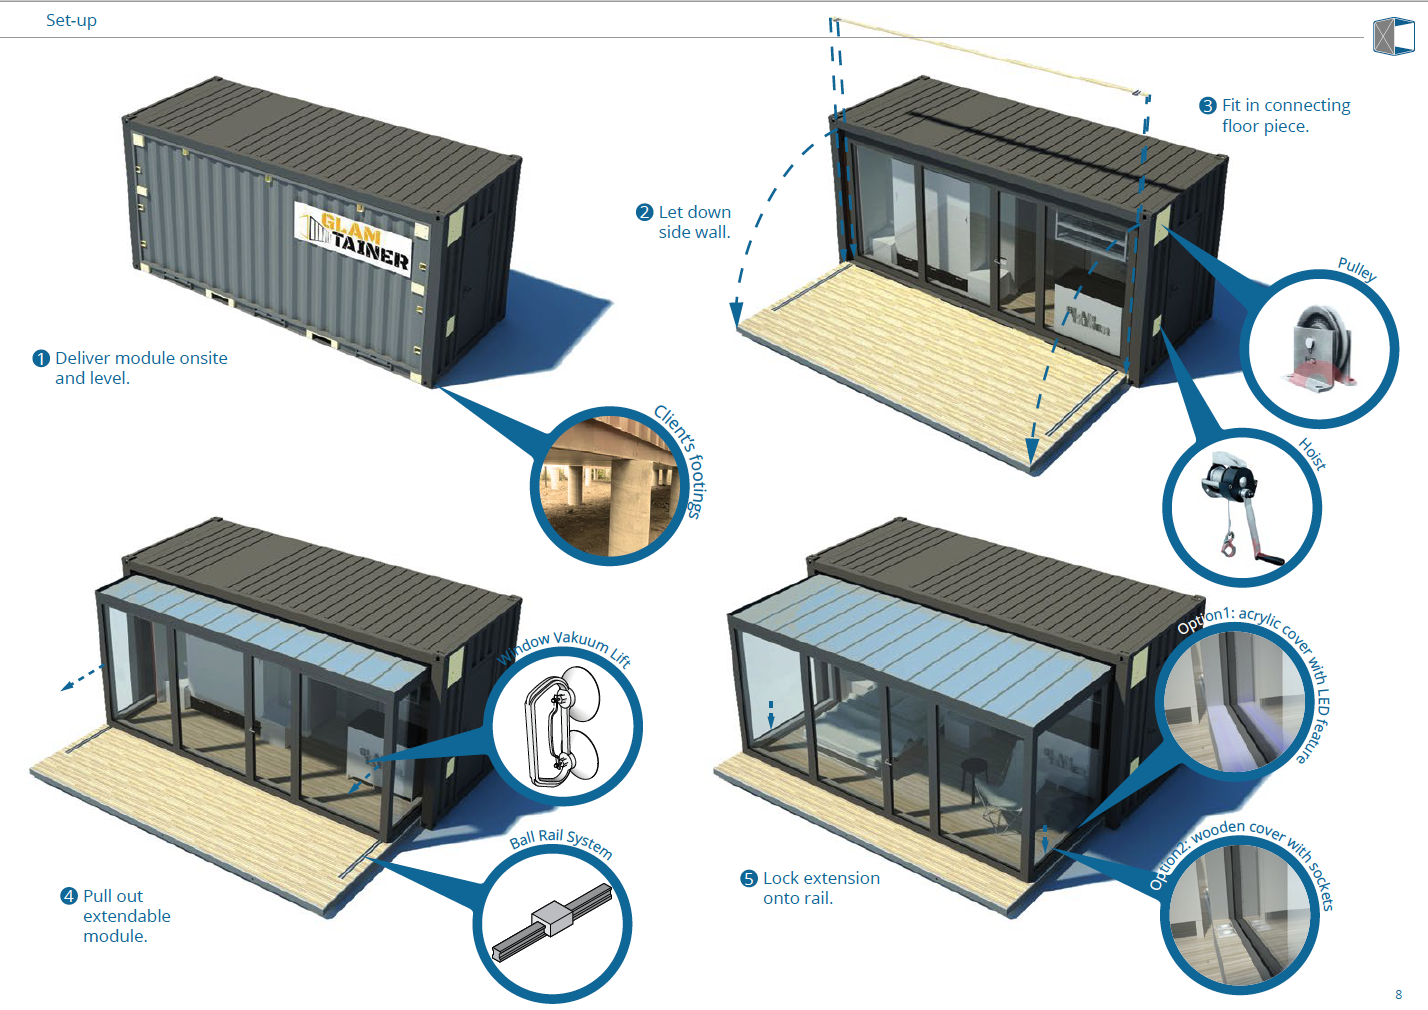 Set-up
1 Deliver module onsite
and level.
GLAM
TAINER
Client's footings
2 Let down
side wall.
3 Fit in connecting
floor piece.
Pulley
Hoist
4 Pull out
extendable
module.
Window Vakuum Lift
Ball Rail System
5 Lock extension
onto rail.
Option1: acrylic cover with LED feature
Option2: wooden cover with sockets
8